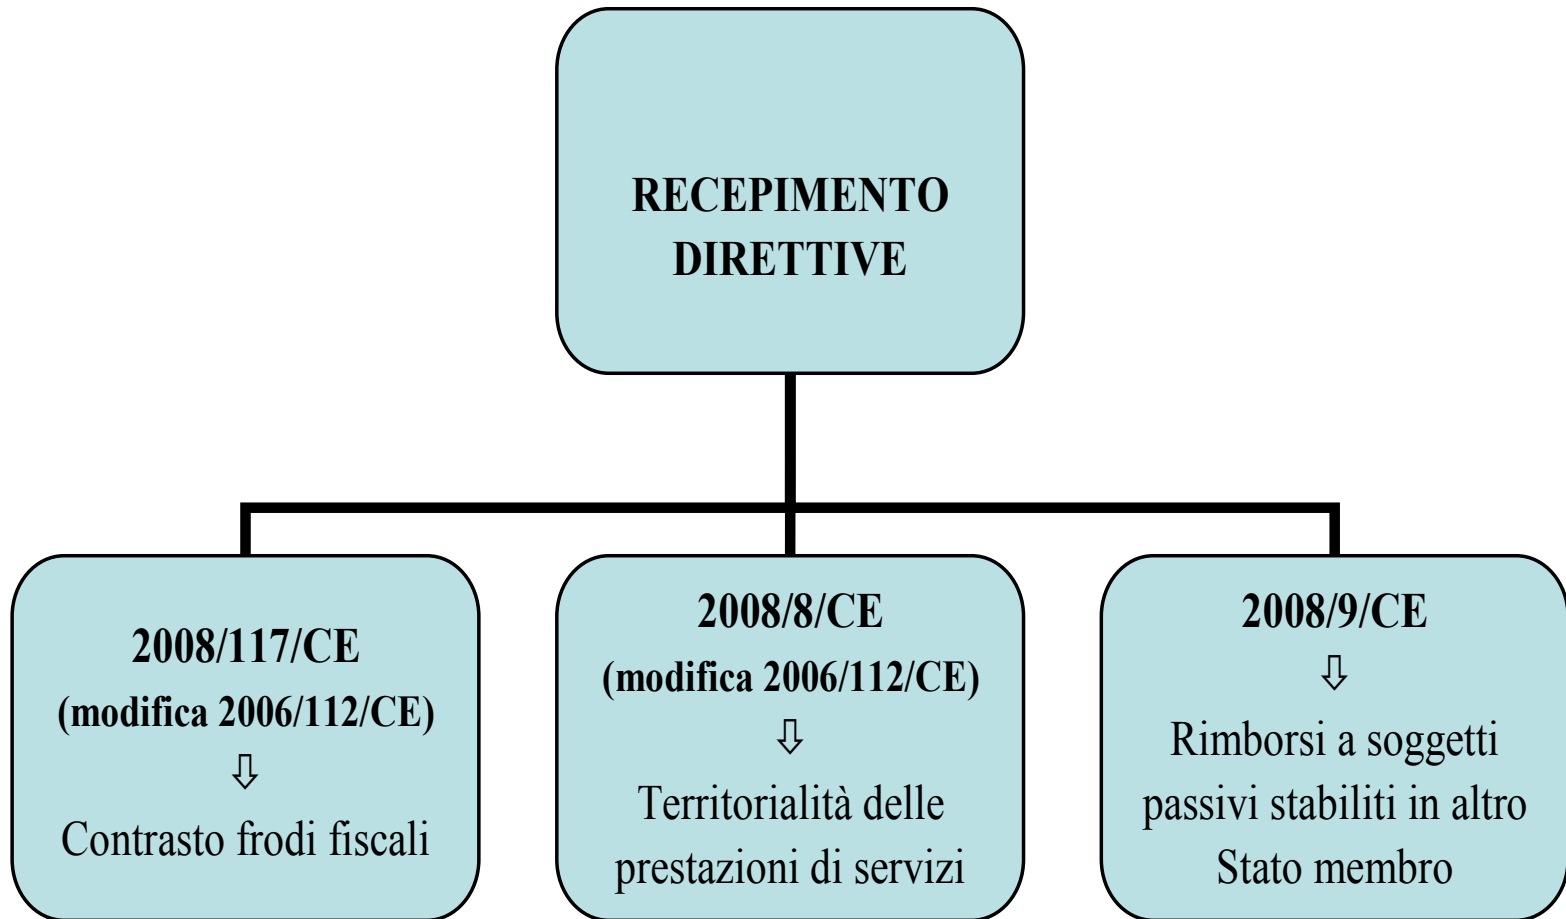 RECEPIMENTO
DIRETTIVE
2008/117/CE
(modifica 2006/112/CE)
⇩
Contrasto frodi fiscali
2008/8/CE
(modifica 2006/112/CE)
⇩
Territorialità delle
prestazioni di servizi
2008/9/CE
⇩
Rimborsi a soggetti
passivi stabiliti in altro
Stato membro